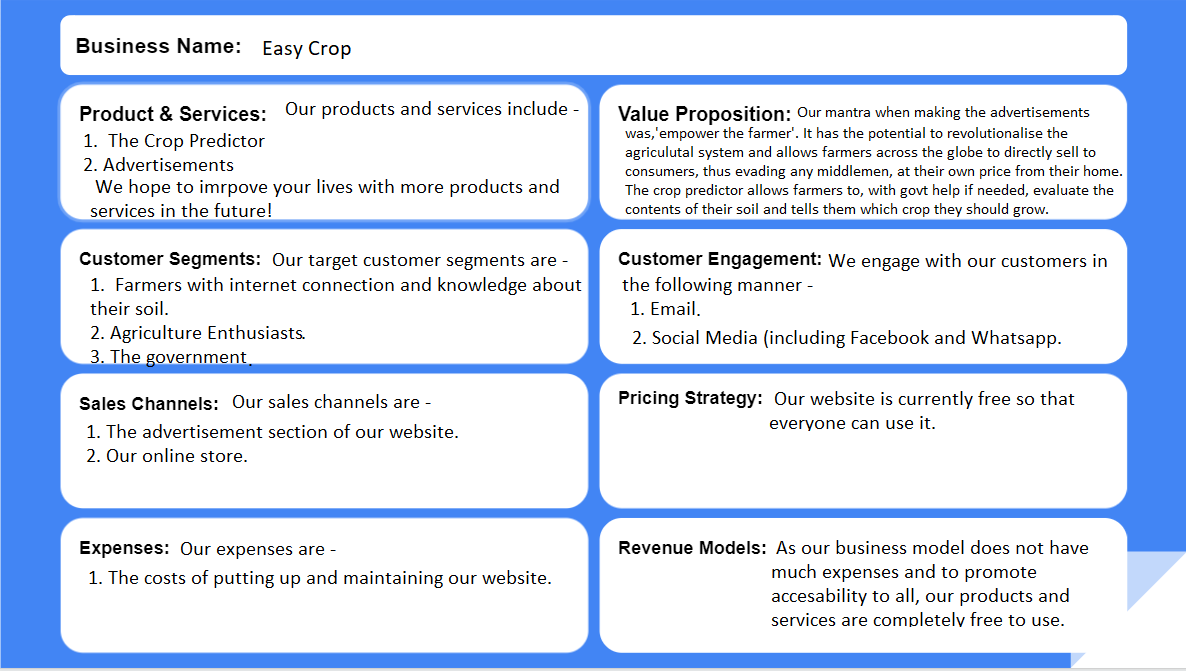 Business Name: Easy Crop
Product & Services: Our products and services include -
1. The Crop Predictor
2. Advertisements
We hope to imrpove your lives with more products and
services in the future!
Value Proposition: Our mantra when making the advertisements
was,'empower the farmer'. It has the potential to revolutionalise the
agriculutal system and allows farmers across the globe to directly sell to
consumers, thus evading any middlemen, at their own price from their home.
The crop predictor allows farmers to, with govt help if needed, evaluate the
contents of their soil and tells them which crop they should grow.
Customer Segments: Our target customer segments are -
1. Farmers with internet connection and knowledge about
their soil.
2. Agriculture Enthusiasts.
3. The government.
Customer Engagement: We engage with our customers in
the following manner -
1. Email.
2. Social Media (including Facebook and Whatsapp.
Sales Channels: Our sales channels are -
1. The advertisement section of our website.
2. Our online store.
Pricing Strategy: Our website is currently free so that
everyone can use it.
Expenses: Our expenses are -
1. The costs of putting up and maintaining our website.
Revenue Models: As our business model does not have
much expenses and to promote
accesability to all, our products and
services are completely free to use.